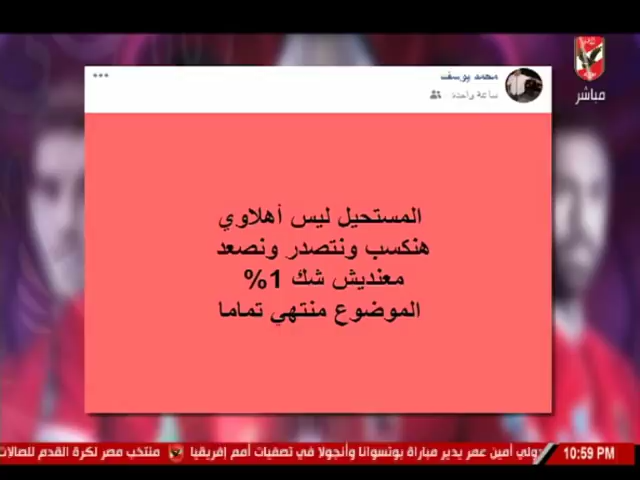 مباشر
محمد يوسف
ساعة واحدة
المستحيل ليس أهلاوي
هنكسب ونتصدر ونصعد
معنديش شك 1%
الموضوع منتهي تماما
10:59 PM
دولي أمين عمر يدير مباراة بوتسوانا وأنجولا في تصفيات أمم إفريقيا
منتخب مصر لكرة القدم للصالات